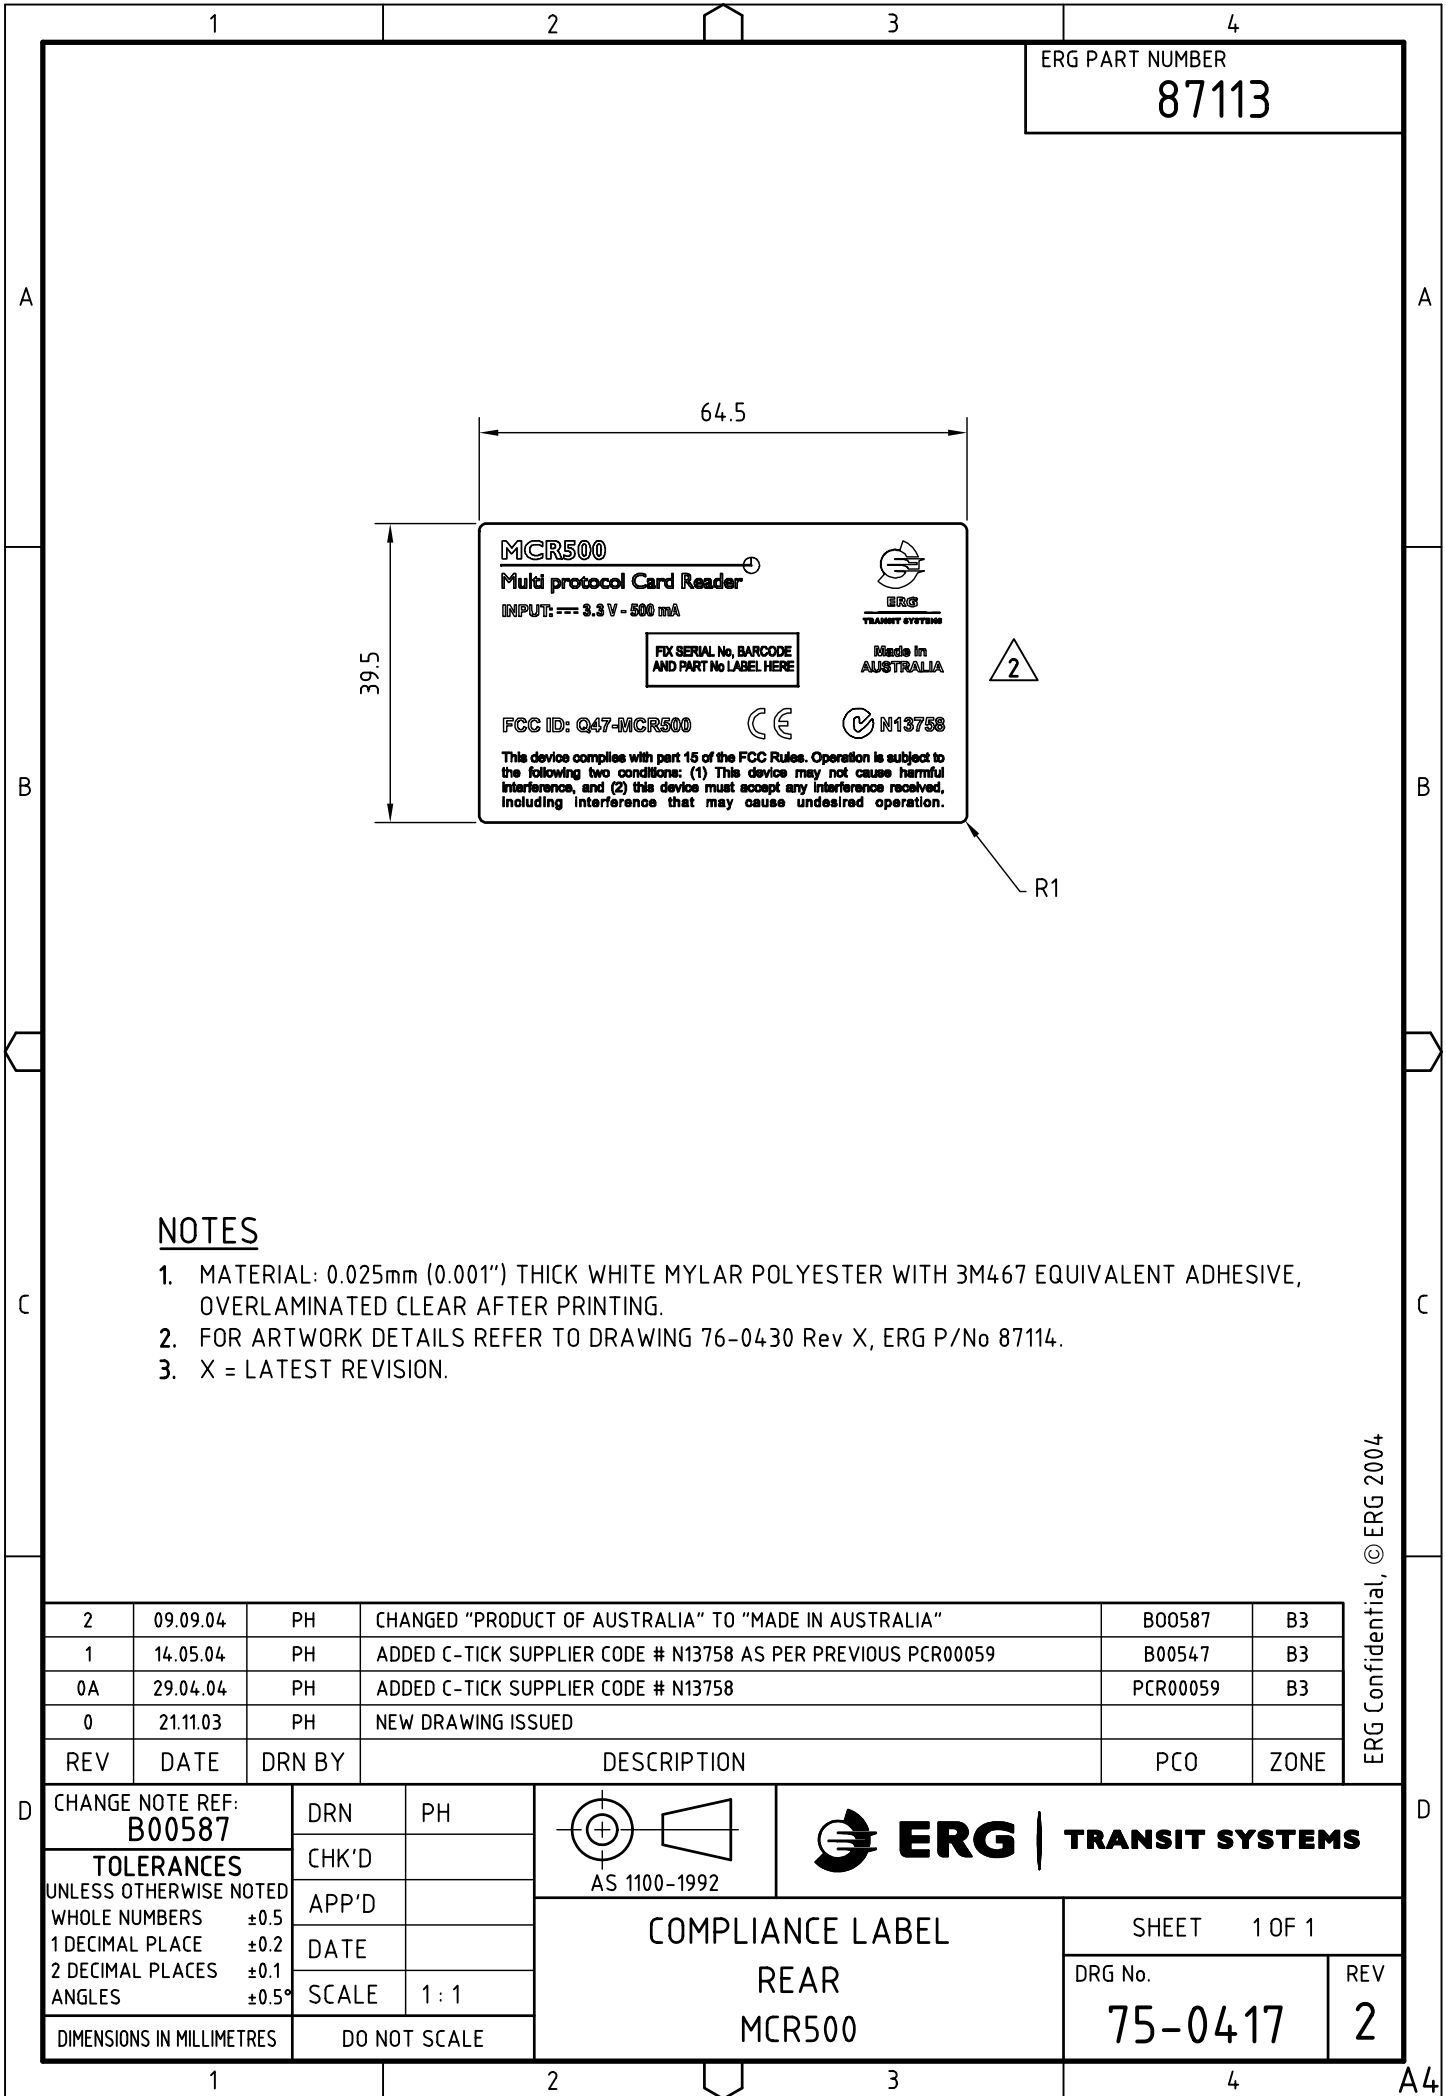 1 2 3 4
ERG PART NUMBER
87113
A A
64.5
39.5
MCR500
Multi protocol Card Reader
INPUT: 3.3 V - 500 mA
ERG
TRANSIT SYSTEMS
FIX SERIAL No, BARCODE
AND PART No LABEL HERE
Made in
AUSTRALIA
2
FCC ID: Q47-MCR500 CE N13758
This device complies with part 15 of the FCC Rules. Operation is subject to
the following two conditions: (1) This device may not cause harmful
interference, and (2) this device must accept any interference received,
including interference that may cause undesired operation.
B B
R1
NOTES
1. MATERIAL: 0.025mm (0.001") THICK WHITE MYLAR POLYESTER WITH 3M467 EQUIVALENT ADHESIVE,
OVERLAMINATED CLEAR AFTER PRINTING.
2. FOR ARTWORK DETAILS REFER TO DRAWING 76-0430 Rev X, ERG P/No 87114.
3. X = LATEST REVISION.
C C
ERG Confidential, © ERG 2004
2 09.09.04 PH CHANGED "PRODUCT OF AUSTRALIA" TO "MADE IN AUSTRALIA" B00587 B3
1 14.05.04 PH ADDED C-TICK SUPPLIER CODE # N13758 AS PER PREVIOUS PCR00059 B00547 B3
0A 29.04.04 PH ADDED C-TICK SUPPLIER CODE # N13758 PCR00059 B3
0 21.11.03 PH NEW DRAWING ISSUED
REV DATE DRN BY DESCRIPTION PCO ZONE
D D
CHANGE NOTE REF:
B00587
TOLERANCES
UNLESS OTHERWISE NOTED
WHOLE NUMBERS ±0.5
1 DECIMAL PLACE ±0.2
2 DECIMAL PLACES ±0.1
ANGLES ±0.5°
DIMENSIONS IN MILLIMETRES
DRN PH
CHK'D
APP'D
DATE
SCALE 1 : 1
DO NOT SCALE
AS 1100-1992
ERG TRANSIT SYSTEMS
COMPLIANCE LABEL
REAR
MCR500
SHEET 1 OF 1
DRG No.
75-0417
REV
2
1 2 3 4
A4